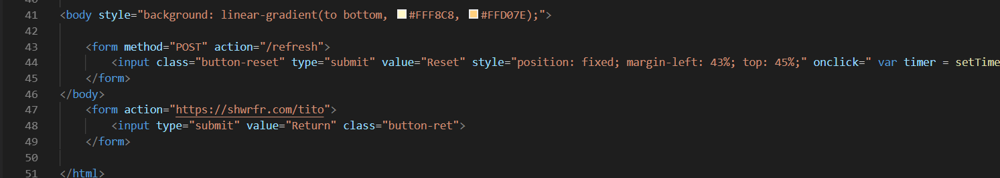 40
41 <body style="background: linear-gradient(to bottom, #FFF8C8, #FFD07E);">
42
43 <form method="POST" action="/refresh">
44 <input class="button-reset" type="submit" value="Reset" style="position: fixed; margin-left: 43%; top: 45%;" onclick=" var timer = setTime
45 </form>
46 </body>
47 <form action="https://shwrfr.com/tito">
48 <input type="submit" value="Return" class="button-ret">
49 </form>
50
51 </html>